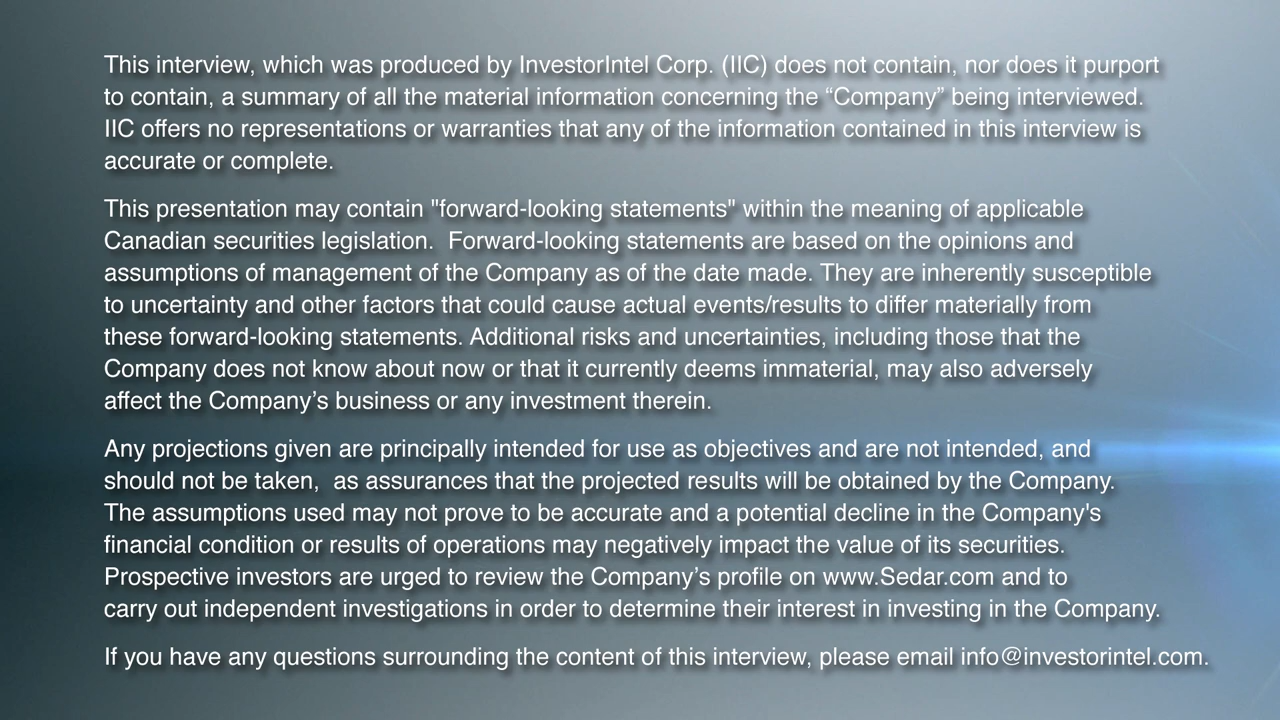 This interview, which was produced by InvestorIntel Corp. (IIC) does not contain, nor does it purport
to contain, a summary of all the material information concerning the “Company” being interviewed.
IIC offers no representations or warranties that any of the information contained in this interview is
accurate or complete.
This presentation may contain "forward-looking statements" within the meaning of applicable
Canadian securities legislation.  Forward-looking statements are based on the opinions and
assumptions of management of the Company as of the date made. They are inherently susceptible
to uncertainty and other factors that could cause actual events/results to differ materially from
these forward-looking statements. Additional risks and uncertainties, including those that the
Company does not know about now or that it currently deems immaterial, may also adversely
affect the Company’s business or any investment therein.
Any projections given are principally intended for use as objectives and are not intended, and
should not be taken,  as assurances that the projected results will be obtained by the Company.
The assumptions used may not prove to be accurate and a potential decline in the Company's
financial condition or results of operations may negatively impact the value of its securities.
Prospective investors are urged to review the Company’s profile on www.Sedar.com and to
carry out independent investigations in order to determine their interest in investing in the Company.
If you have any questions surrounding the content of this interview, please email info@investorintel.com.